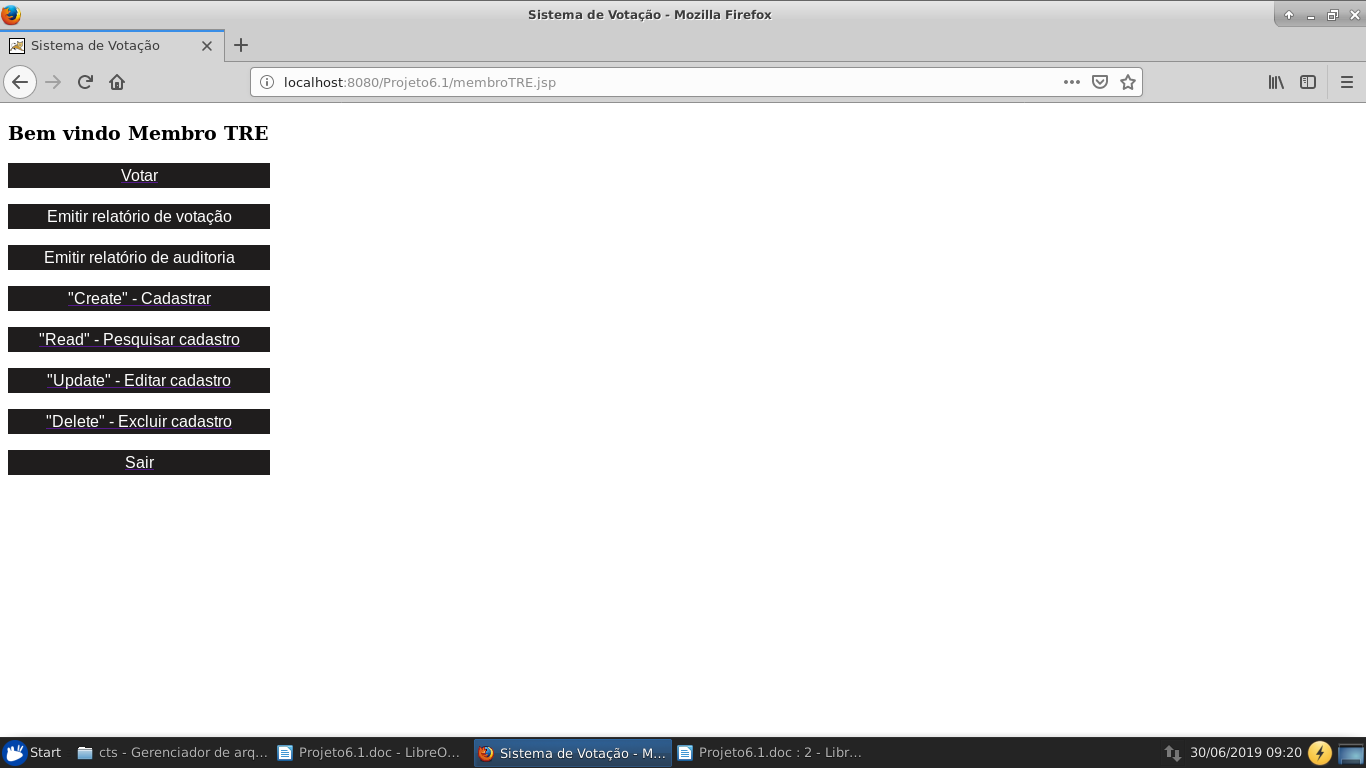 Sistema de Votação - Mozilla Firefox
Sistema de Votação
localhost:8080/Projeto6.1/membroTRE.jsp
Bem vindo Membro TRE
Votar
Emitir relatório de votação
Emitir relatório de auditoria
"Create" - Cadastrar
"Read" - Pesquisar cadastro
"Update" - Editar cadastro
"Delete" - Excluir cadastro
Sair
Start cts - Gerenciador de arq... Projeto6.1.doc - LibreO... Sistema de Votação - M... Projeto6.1.doc : 2 - Libr... 30/06/2019 09:20